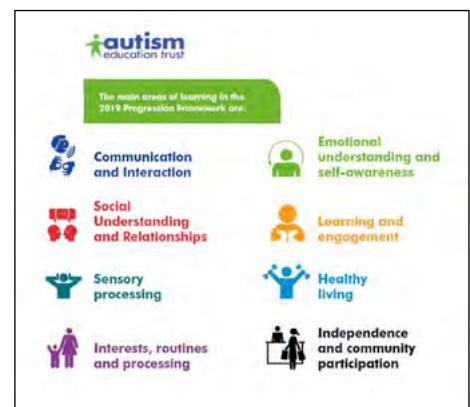 autism
education trust
The main areas of learning in the
2019 Progression Framework are:
Communication
and Interaction
Social
Understanding
and Relationships
Sensory
processing
Interests, routines
and processing
Emotional
understanding and
self-awareness
Learning and
engagement
Healthy
living
Independence
and community
participation